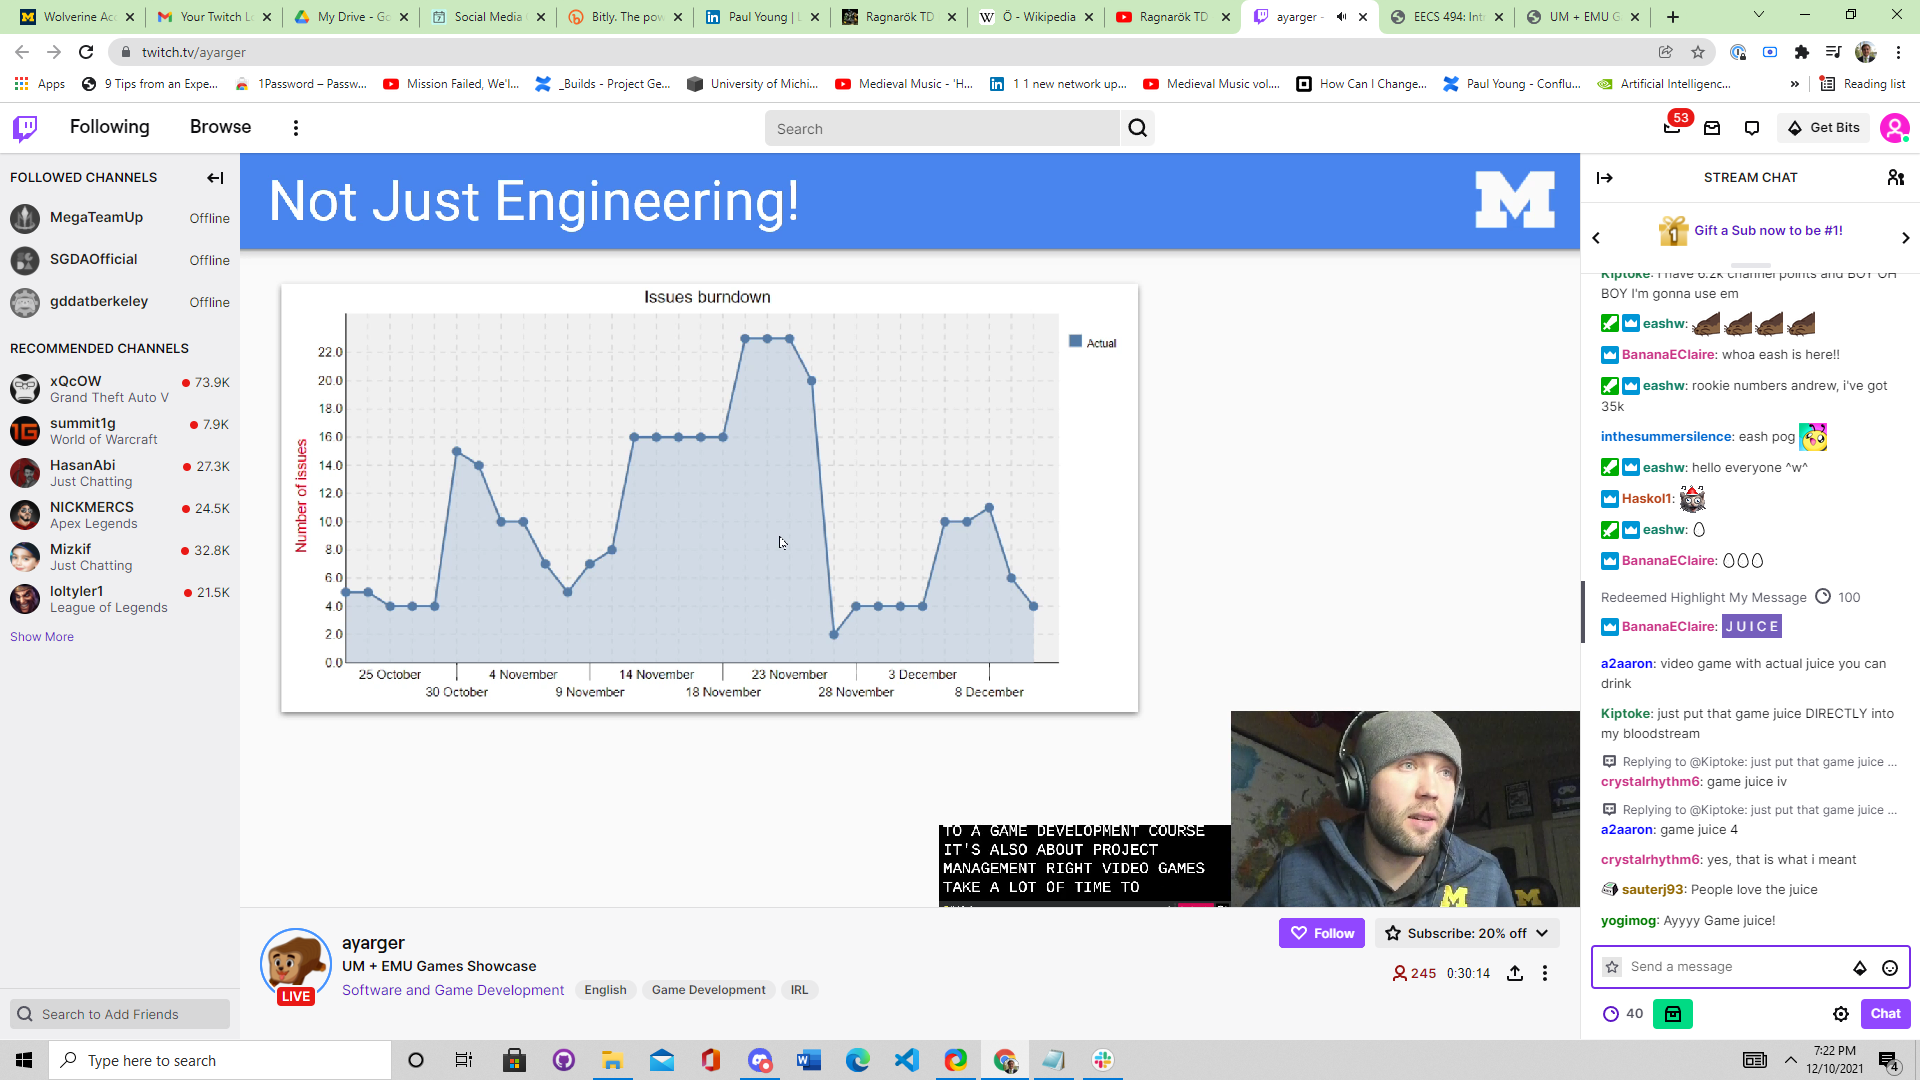 Wolverine Acc
Your Twitch Lo
My Drive - Go
Social Media
Bitly. The pow
Paul Young | L
Ragnarök TD
Ō - Wikipedia
Ragnarök TD
ayarger -
EECS 494: Int
UM + EMU G
twitch.tv/ayarger
Apps
9 Tips from an Expe...
1Password – Passw...
Mission Failed, We'l...
_Builds - Project Ge...
University of Michi...
Medieval Music - 'H...
1 1 new network up...
Medieval Music vol....
How Can I Change...
Paul Young - Conflu...
Artificial Intelligenc...
»
Reading list
Following
Browse
Search
53
Get Bits
FOLLOWED CHANNELS
MegaTeamUp
Offline
SGDAOfficial
Offline
gddatberkeley
Offline
RECOMMENDED CHANNELS
xQcOW
73.9K
Grand Theft Auto V
summit1g
7.9K
World of Warcraft
HasanAbi
27.3K
Just Chatting
NICKMERCS
24.5K
Apex Legends
Mizkif
32.8K
Just Chatting
loltyler1
21.5K
League of Legends
Show More
Search to Add Friends
Not Just Engineering!
M
Issues burndown
Actual
Number of issues
22.0
20.0
18.0
16.0
14.0
12.0
10.0
8.0
6.0
4.0
2.0
0.0
25 October
4 November
14 November
23 November
3 December
30 October
9 November
18 November
28 November
8 December
TO A GAME DEVELOPMENT COURSE
IT'S ALSO ABOUT PROJECT
MANAGEMENT RIGHT VIDEO GAMES
TAKE A LOT OF TIME TO
LIVE
ayarger
UM + EMU Games Showcase
Software and Game Development
English
Game Development
IRL
Follow
Subscribe: 20% off
245
0:30:14
STREAM CHAT
1
Gift a Sub now to be #1!
Kiptoke: I have 6.2k channel points and BOY OH
BOY I'm gonna use em
eashw:
BananaEClaire: whoa eash is here!!
eashw: rookie numbers andrew, i've got
35k
inthesummersilence: eash pog
eashw: hello everyone ^w^
Haskol1:
eashw:
BananaEClaire:
Redeemed Highlight My Message 100
BananaEClaire: J U I C E
a2aaron: video game with actual juice you can
drink
Kiptoke: just put that game juice DIRECTLY into
my bloodstream
Replying to @Kiptoke: just put that game juice ...
crystalrhythm6: game juice iv
Replying to @Kiptoke: just put that game juice ...
a2aaron: game juice 4
crystalrhythm6: yes, that is what i meant
sauterj93: People love the juice
yogimog: Ayyyy Game juice!
Send a message
40
Chat
Type here to search
7:22 PM
12/10/2021
4